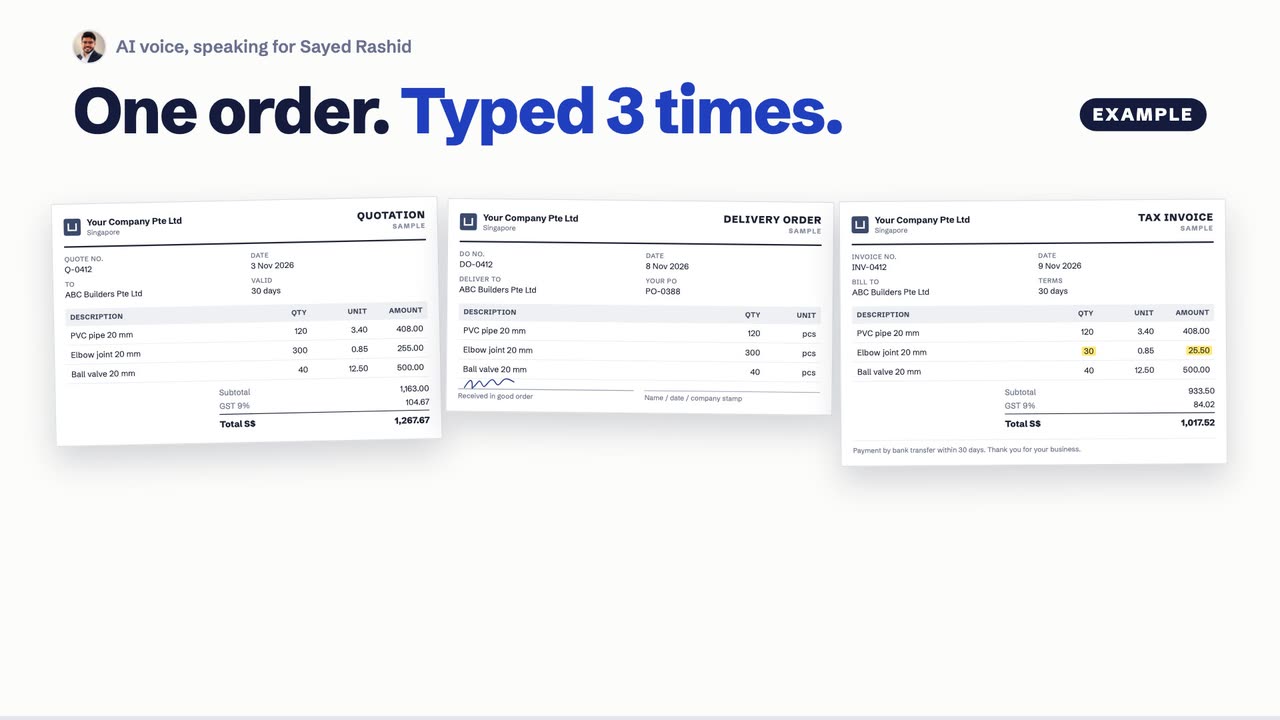 AI voice, speaking for Sayed Rashid
One order. Typed 3 times.
EXAMPLE
Your Company Pte Ltd
Singapore
QUOTATION
SAMPLE
QUOTE NO.
Q-0412
DATE
3 Nov 2026
TO
ABC Builders Pte Ltd
VALID
30 days
DESCRIPTION QTY UNIT AMOUNT
PVC pipe 20 mm 120 3.40 408.00
Elbow joint 20 mm 300 0.85 255.00
Ball valve 20 mm 40 12.50 500.00
Subtotal 1,163.00
GST 9% 104.67
Total S$ 1,267.67
Your Company Pte Ltd
Singapore
DELIVERY ORDER
SAMPLE
DO NO.
DO-0412
DATE
8 Nov 2026
DELIVER TO
ABC Builders Pte Ltd
YOUR PO
PO-0388
DESCRIPTION QTY UNIT
PVC pipe 20 mm 120 pcs
Elbow joint 20 mm 300 pcs
Ball valve 20 mm 40 pcs
Received in good order
Name / date / company stamp
Your Company Pte Ltd
Singapore
TAX INVOICE
SAMPLE
INVOICE NO.
INV-0412
DATE
9 Nov 2026
BILL TO
ABC Builders Pte Ltd
TERMS
30 days
DESCRIPTION QTY UNIT AMOUNT
PVC pipe 20 mm 120 3.40 408.00
Elbow joint 20 mm 30 0.85 25.50
Ball valve 20 mm 40 12.50 500.00
Subtotal 933.50
GST 9% 84.02
Total S$ 1,017.52
Payment by bank transfer within 30 days. Thank you for your business.